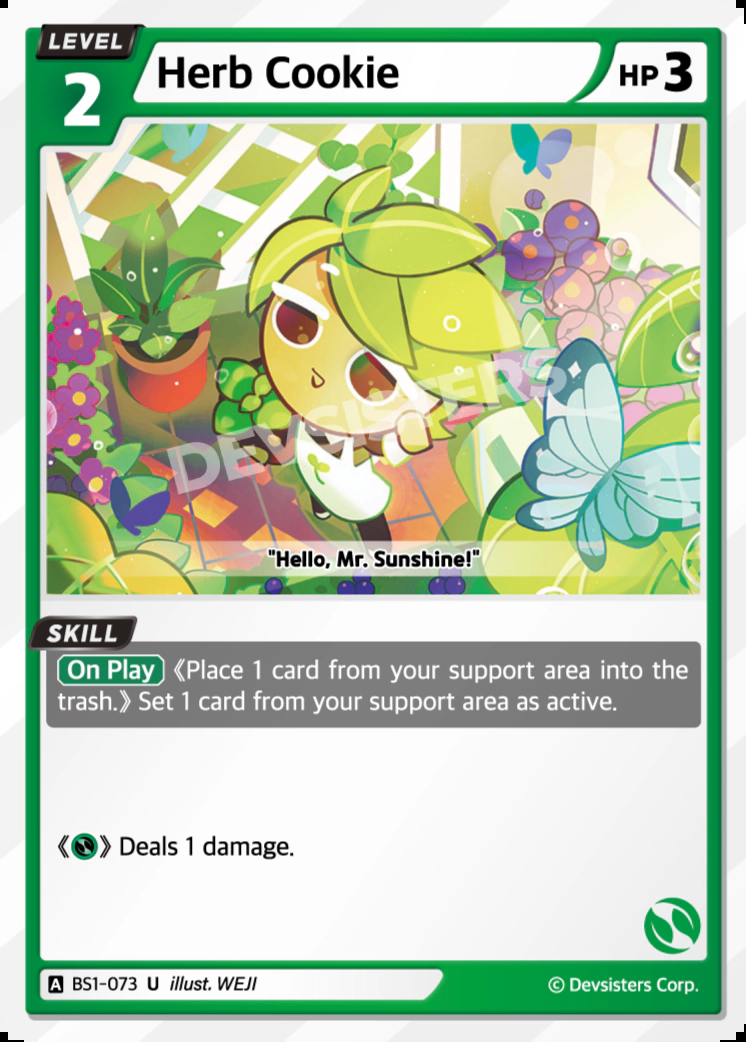 LEVEL
2
Herb Cookie
HP 3
DEVSISTERS
"Hello, Mr. Sunshine!"
SKILL
On Play 《Place 1 card from your support area into the
trash.》 Set 1 card from your support area as active.
《》 Deals 1 damage.
A BS1-073 U illust. WEJI
© Devsisters Corp.